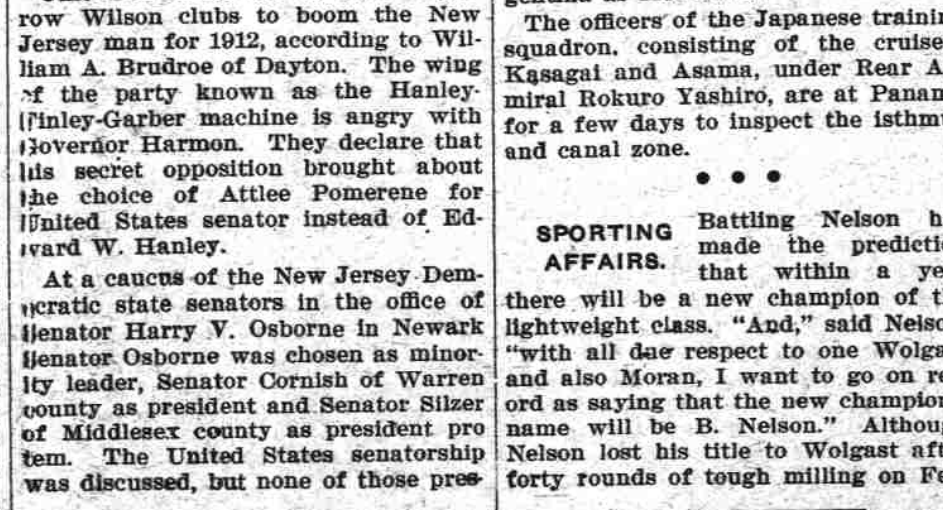 row Wilson clubs to boom the New
Jersey man for 1912, according to Wil-
liam A. Brudroe of Dayton. The wing
of the party known as the Hanley-
Finley-Garber machine is angry with
Governor Harmon. They declare that
his secret opposition brought about
the choice of Attlee Pomerene for
United States senator instead of Ed-
ward W. Hanley.
At a caucus of the New Jersey Dem-
ocratic state senators in the office of
Senator Harry V. Osborne in Newark
Senator Osborne was chosen as minor-
ity leader, Senator Cornish of Warren
county as president and Senator Silzer
of Middlesex county as president pro
tem. The United States senatorship
was discussed, but none of those pres-
The officers of the Japanese traini
squadron, consisting of the cruise
Kasagai and Asama, under Rear A
miral Rokuro Yashiro, are at Panam
for a few days to inspect the isthm
and canal zone.
• • •
SPORTING AFFAIRS.
Battling Nelson h
made the predicti
that within a ye
there will be a new champion of t
lightweight class. "And," said Nels
"with all due respect to one Wolga
and also Moran, I want to go on re
ord as saying that the new champion
name will be B. Nelson." Althoug
Nelson lost his title to Wolgast aft
forty rounds of tough milling on Fe